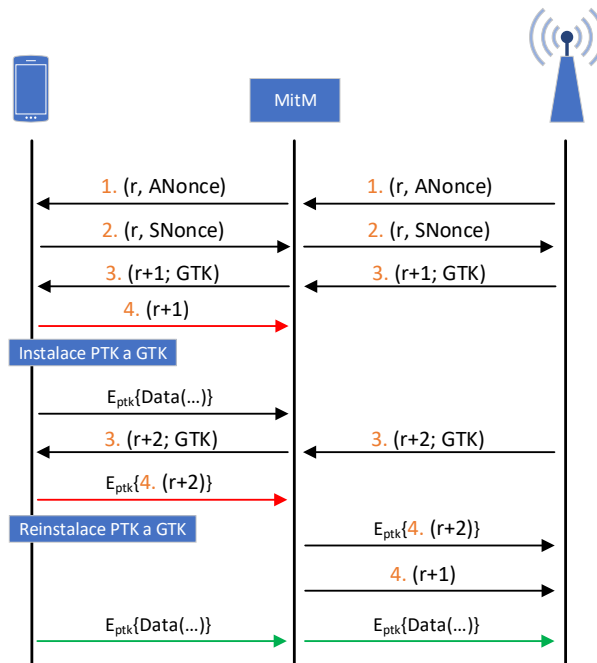 MitM
1. (r, ANonce)
1. (r, ANonce)
2. (r, SNonce)
2. (r, SNonce)
3. (r+1; GTK)
3. (r+1; GTK)
4. (r+1)
Instalace PTK a GTK
Eptk{Data(...)}
3. (r+2; GTK)
3. (r+2; GTK)
Eptk{4. (r+2)}
Reinstalace PTK a GTK
Eptk{4. (r+2)}
4. (r+1)
Eptk{Data(...)}
Eptk{Data(...)}